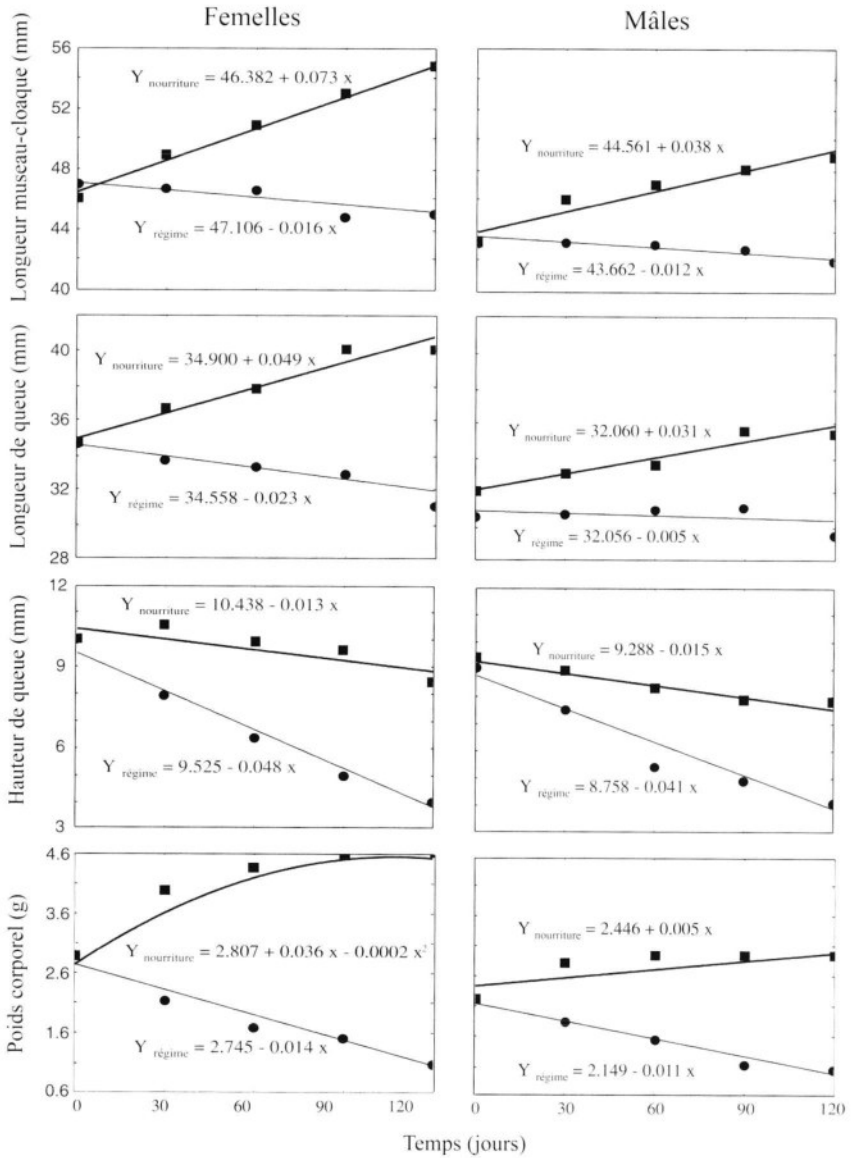 Femelles
Mâles
Longueur museau-cloaque (mm)
56
52
48
44
40
Y nourriture = 46.382 + 0.073 x
Y régime = 47.106 - 0.016 x
Y nourriture = 44.561 + 0.038 x
Y régime = 43.662 - 0.012 x
Longueur de queue (mm)
40
36
32
28
Y nourriture = 34.900 + 0.049 x
Y régime = 34.558 - 0.023 x
Y nourriture = 32.060 + 0.031 x
Y régime = 32.056 - 0.005 x
Hauteur de queue (mm)
12
9
6
3
Y nourriture = 10.438 - 0.013 x
Y régime = 9.525 - 0.048 x
Y nourriture = 9.288 - 0.015 x
Y régime = 8.758 - 0.041 x
Poids corporel (g)
4.6
3.6
2.6
1.6
0.6
Y nourriture = 2.807 + 0.036 x - 0.0002 x²
Y régime = 2.745 - 0.014 x
Y nourriture = 2.446 + 0.005 x
Y régime = 2.149 - 0.011 x
0 30 60 90 120
0 30 60 90 120
Temps (jours)